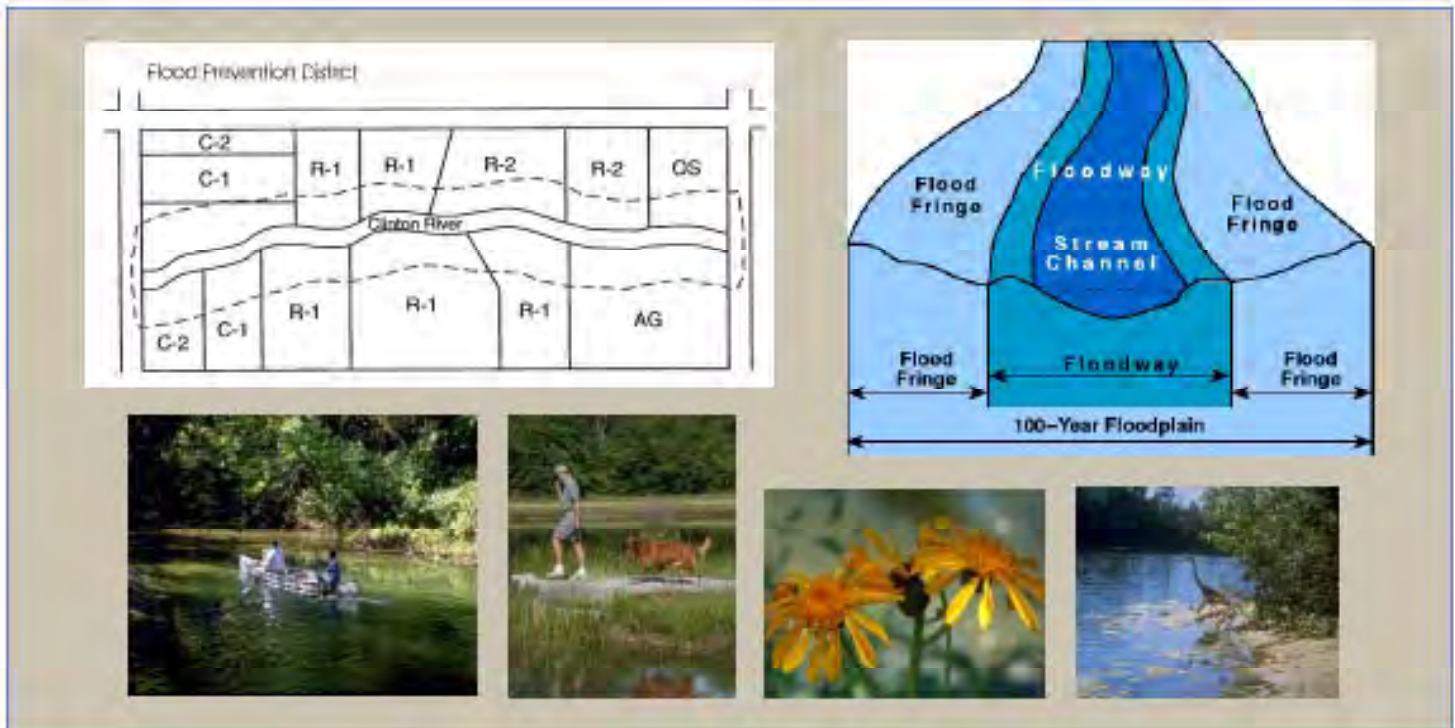 Flood Prevention District
C-2
C-1
R-1
R-1
R-2
R-2
OS
Clinton River
C-2
C-1
R-1
R-1
R-1
AG
Flood
Fringe
Floodway
Flood
Fringe
Stream
Channel
Flood
Fringe
Floodway
Flood
Fringe
100-Year Floodplain